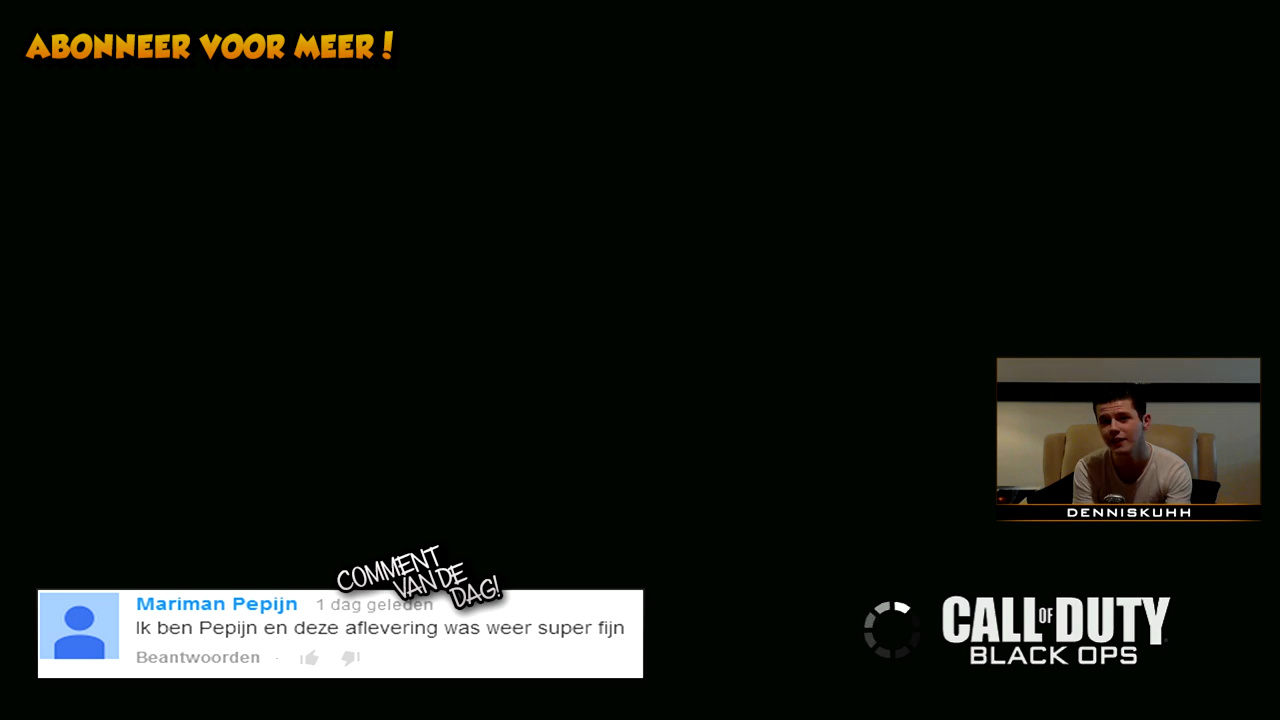 ABONNEER VOOR MEER!
DENNISKUHH
COMMENT
VAN DE
DAG!
Mariman Pepijn 1 dag geleden
Ik ben Pepijn en deze aflevering was weer super fijn
Beantwoorden ·
CALL OF DUTY
BLACK OPS